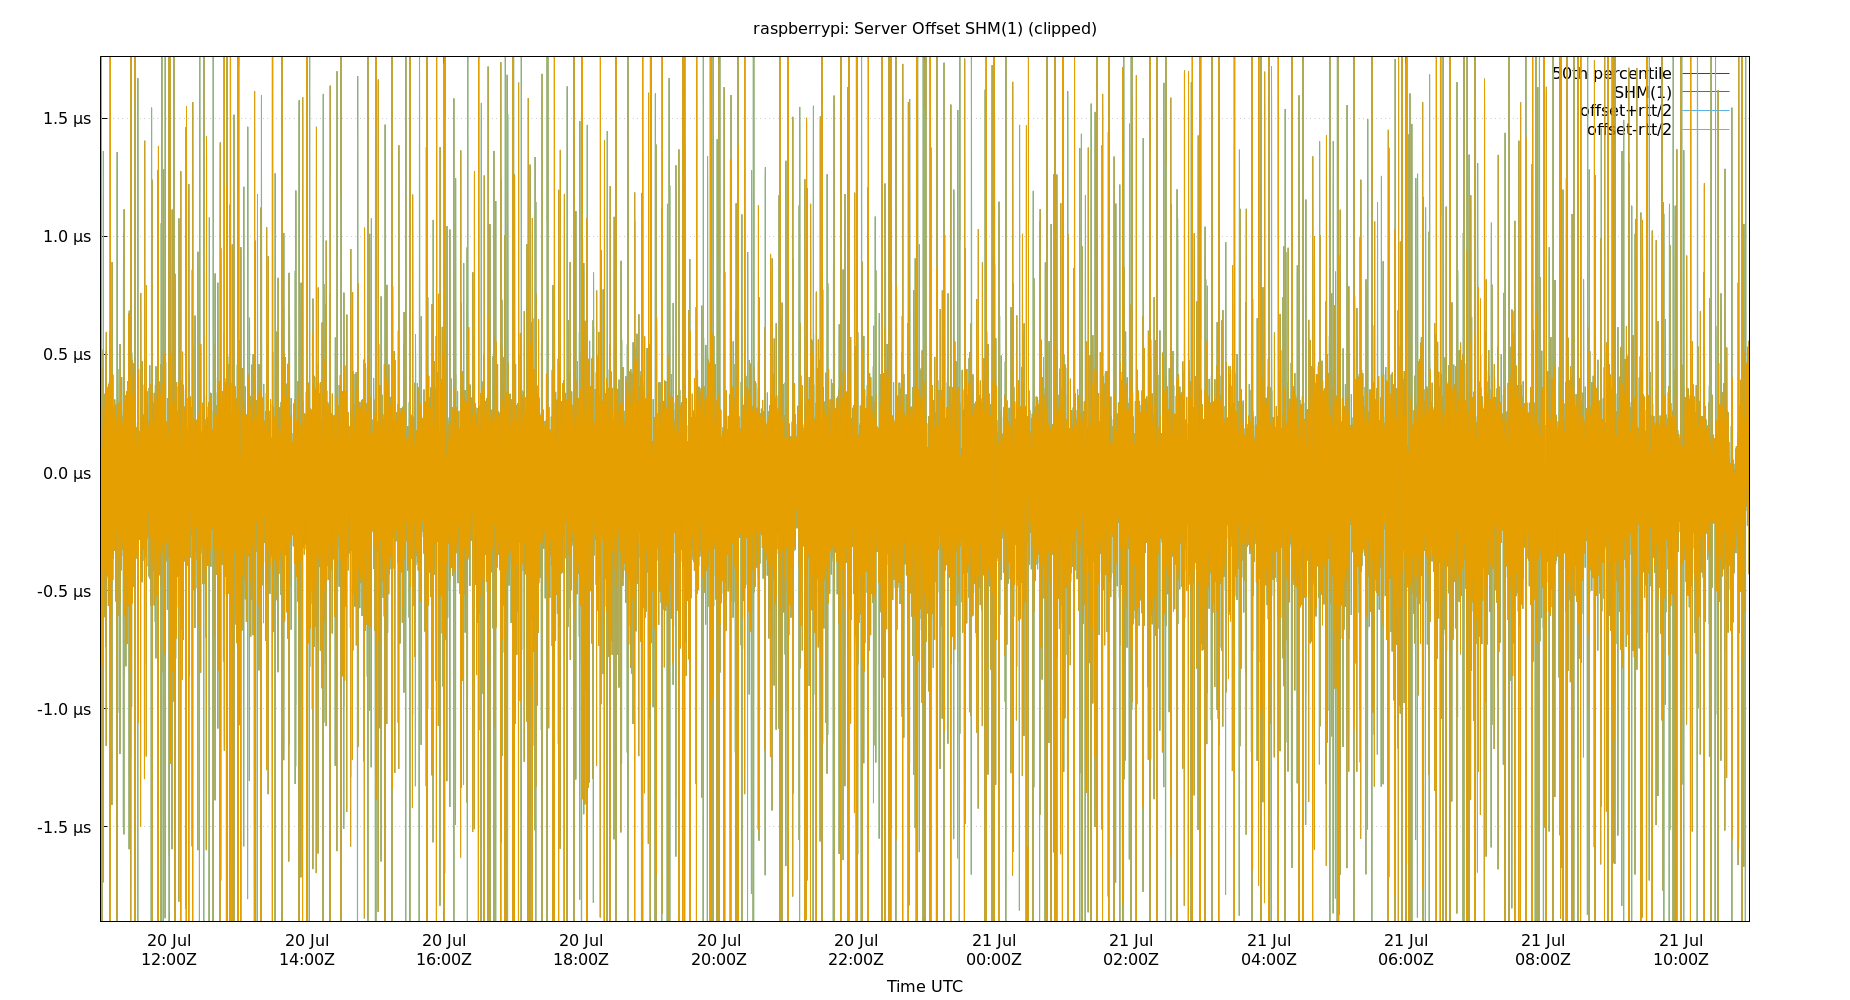 raspberrypi: Server Offset SHM(1) (clipped)
50th percentile
SHM(1)
offset+rtt/2
offset-rtt/2
1.5 µs
1.0 µs
0.5 µs
0.0 µs
-0.5 µs
-1.0 µs
-1.5 µs
20 Jul 20 Jul 20 Jul 20 Jul 20 Jul 20 Jul 21 Jul 21 Jul 21 Jul 21 Jul 21 Jul 21 Jul
12:00Z 14:00Z 16:00Z 18:00Z 20:00Z 22:00Z 00:00Z 02:00Z 04:00Z 06:00Z 08:00Z 10:00Z
Time UTC